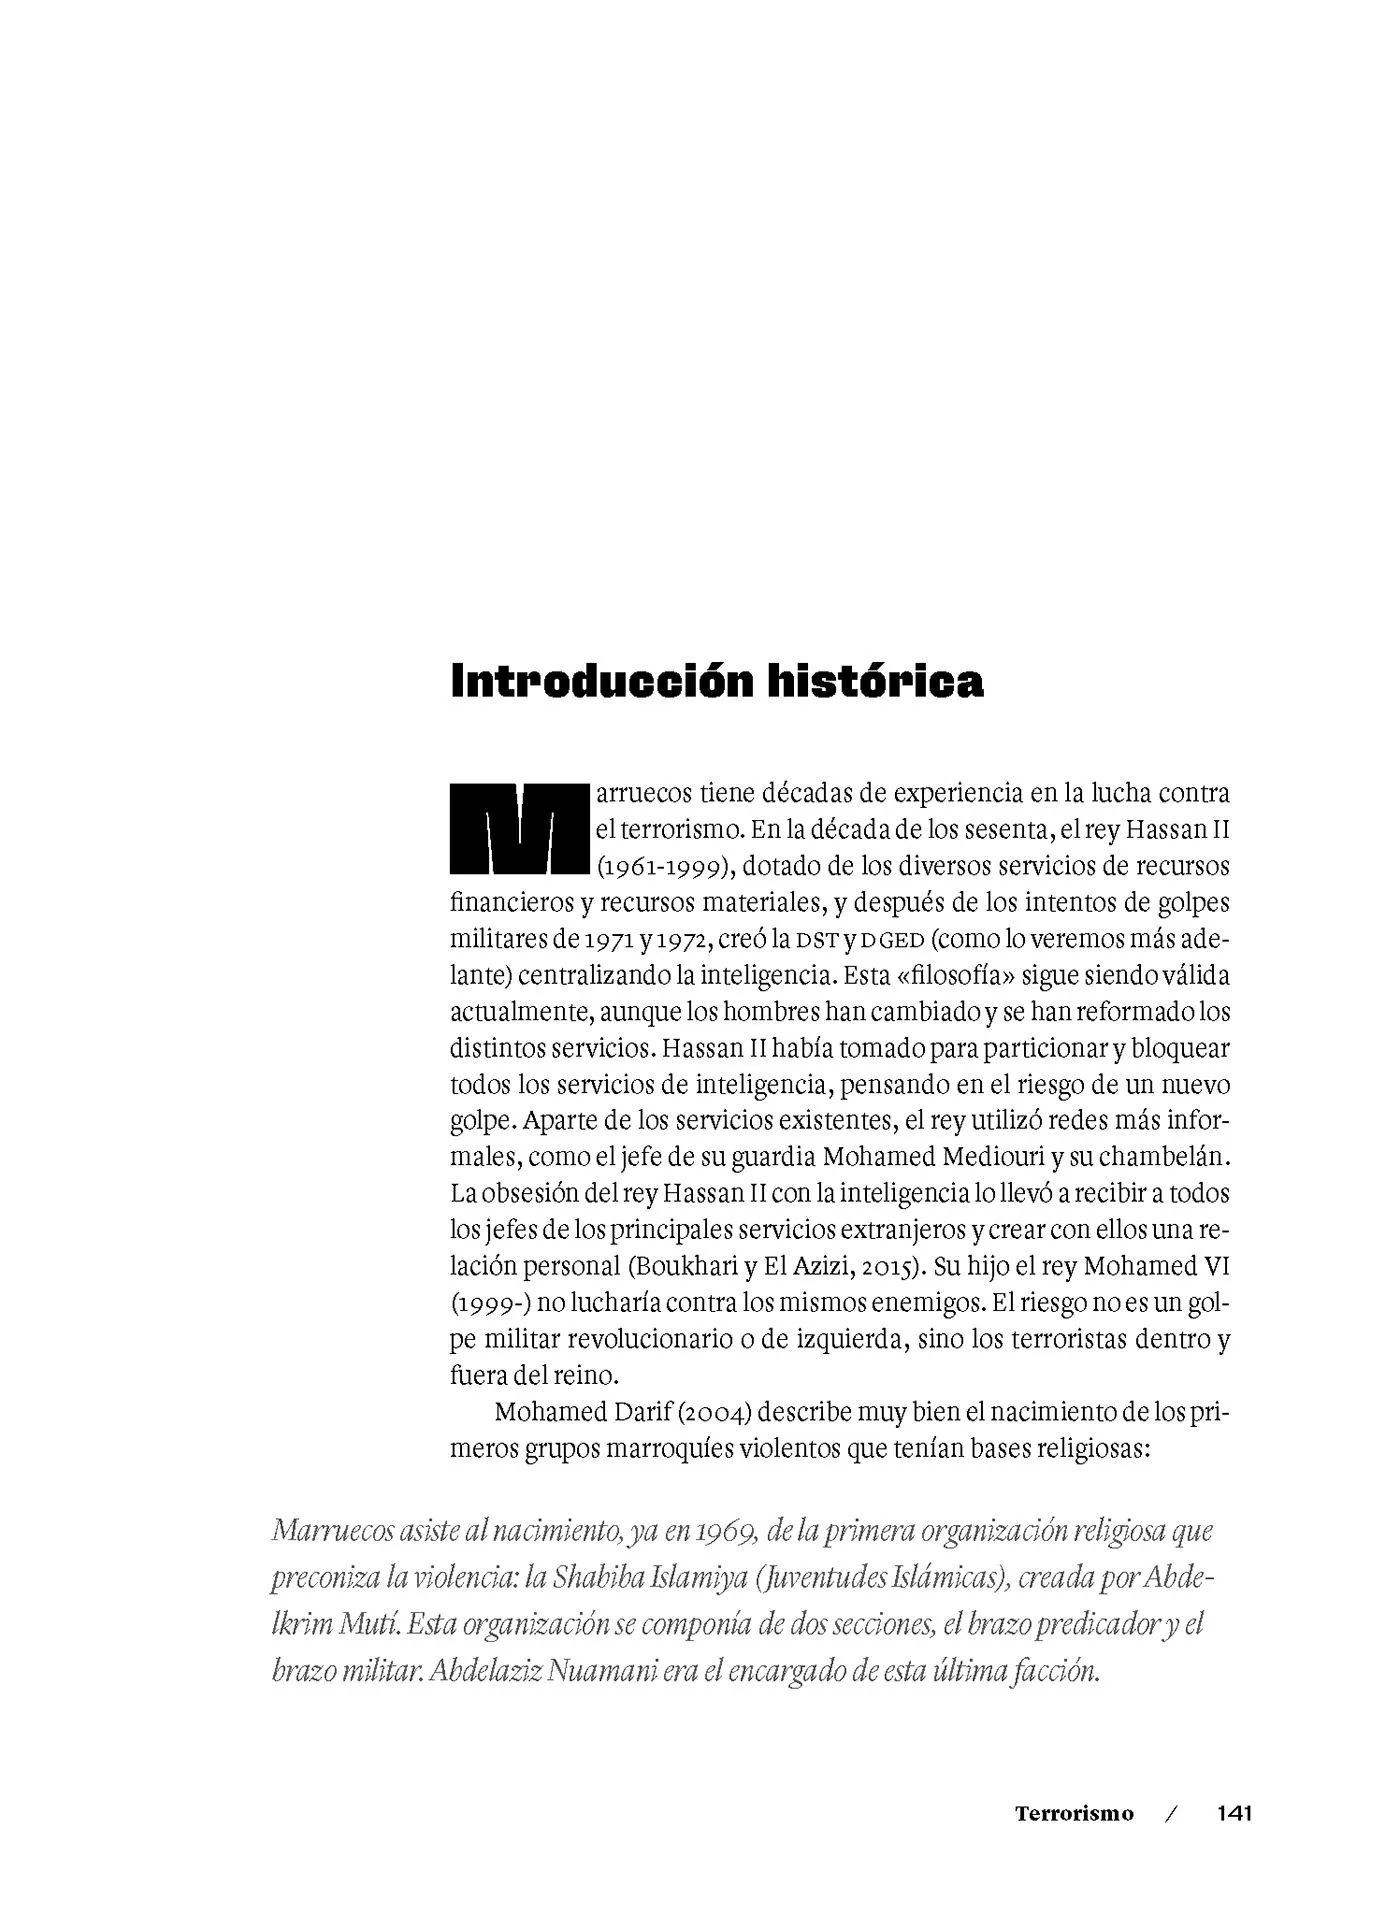 Introducción histórica
Marruecos tiene décadas de experiencia en la lucha contra
el terrorismo. En la década de los sesenta, el rey Hassan II
(1961-1999), dotado de los diversos servicios de recursos
financieros y recursos materiales, y después de los intentos de golpes
militares de 1971 y 1972, creó la DST y DGED (como lo veremos más ade-
lante) centralizando la inteligencia. Esta «filosofía» sigue siendo válida
actualmente, aunque los hombres han cambiado y se han reformado los
distintos servicios. Hassan II había tomado para particionar y bloquear
todos los servicios de inteligencia, pensando en el riesgo de un nuevo
golpe. Aparte de los servicios existentes, el rey utilizó redes más infor-
males, como el jefe de su guardia Mohamed Mediouri y su chambelán.
La obsesión del rey Hassan II con la inteligencia lo llevó a recibir a todos
los jefes de los principales servicios extranjeros y crear con ellos una re-
lación personal (Boukhari y El Azizi, 2015). Su hijo el rey Mohamed VI
(1999-) no lucharía contra los mismos enemigos. El riesgo no es un gol-
pe militar revolucionario o de izquierda, sino los terroristas dentro y
fuera del reino.
Mohamed Darif (2004) describe muy bien el nacimiento de los pri-
meros grupos marroquíes violentos que tenían bases religiosas:
Marruecos asiste al nacimiento, ya en 1969, de la primera organización religiosa que
preconiza la violencia: la Shabiba Islamiya (Juventudes Islámicas), creada por Abde-
lkrim Mutí. Esta organización se componía de dos secciones, el brazo predicador y el
brazo militar. Abdelaziz Nuamani era el encargado de esta última facción.
Terrorismo / 141